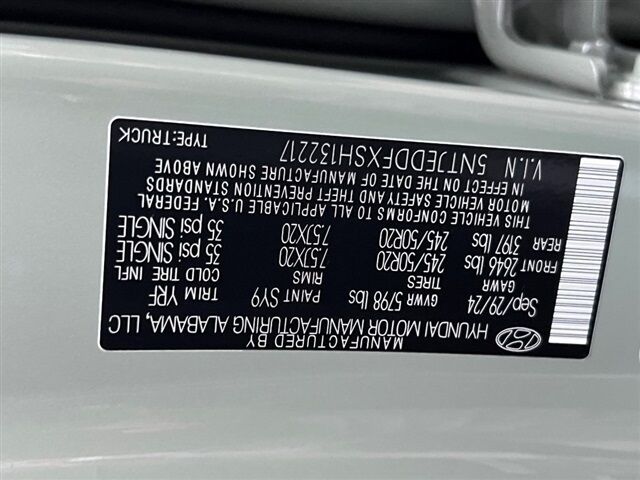 MANUFACTURED BY
HYUNDAI MOTOR MANUFACTURING ALABAMA, LLC
Sep/29/24 GVWR 5798 lbs PAINT SY9 TRIM YRF
GAWR TIRES RIMS COLD TIRE INFL
FRONT 2646 lbs 245/50R20 7.5JX20 35 psi SINGLE
REAR 3197 lbs 245/50R20 7.5JX20 35 psi SINGLE
THIS VEHICLE CONFORMS TO ALL APPLICABLE U.S.A. FEDERAL
MOTOR VEHICLE SAFETY AND THEFT PREVENTION STANDARDS
IN EFFECT ON THE DATE OF MANUFACTURE SHOWN ABOVE
V.I.N 5NTJEDDFXSH132217 TYPE:TRUCK